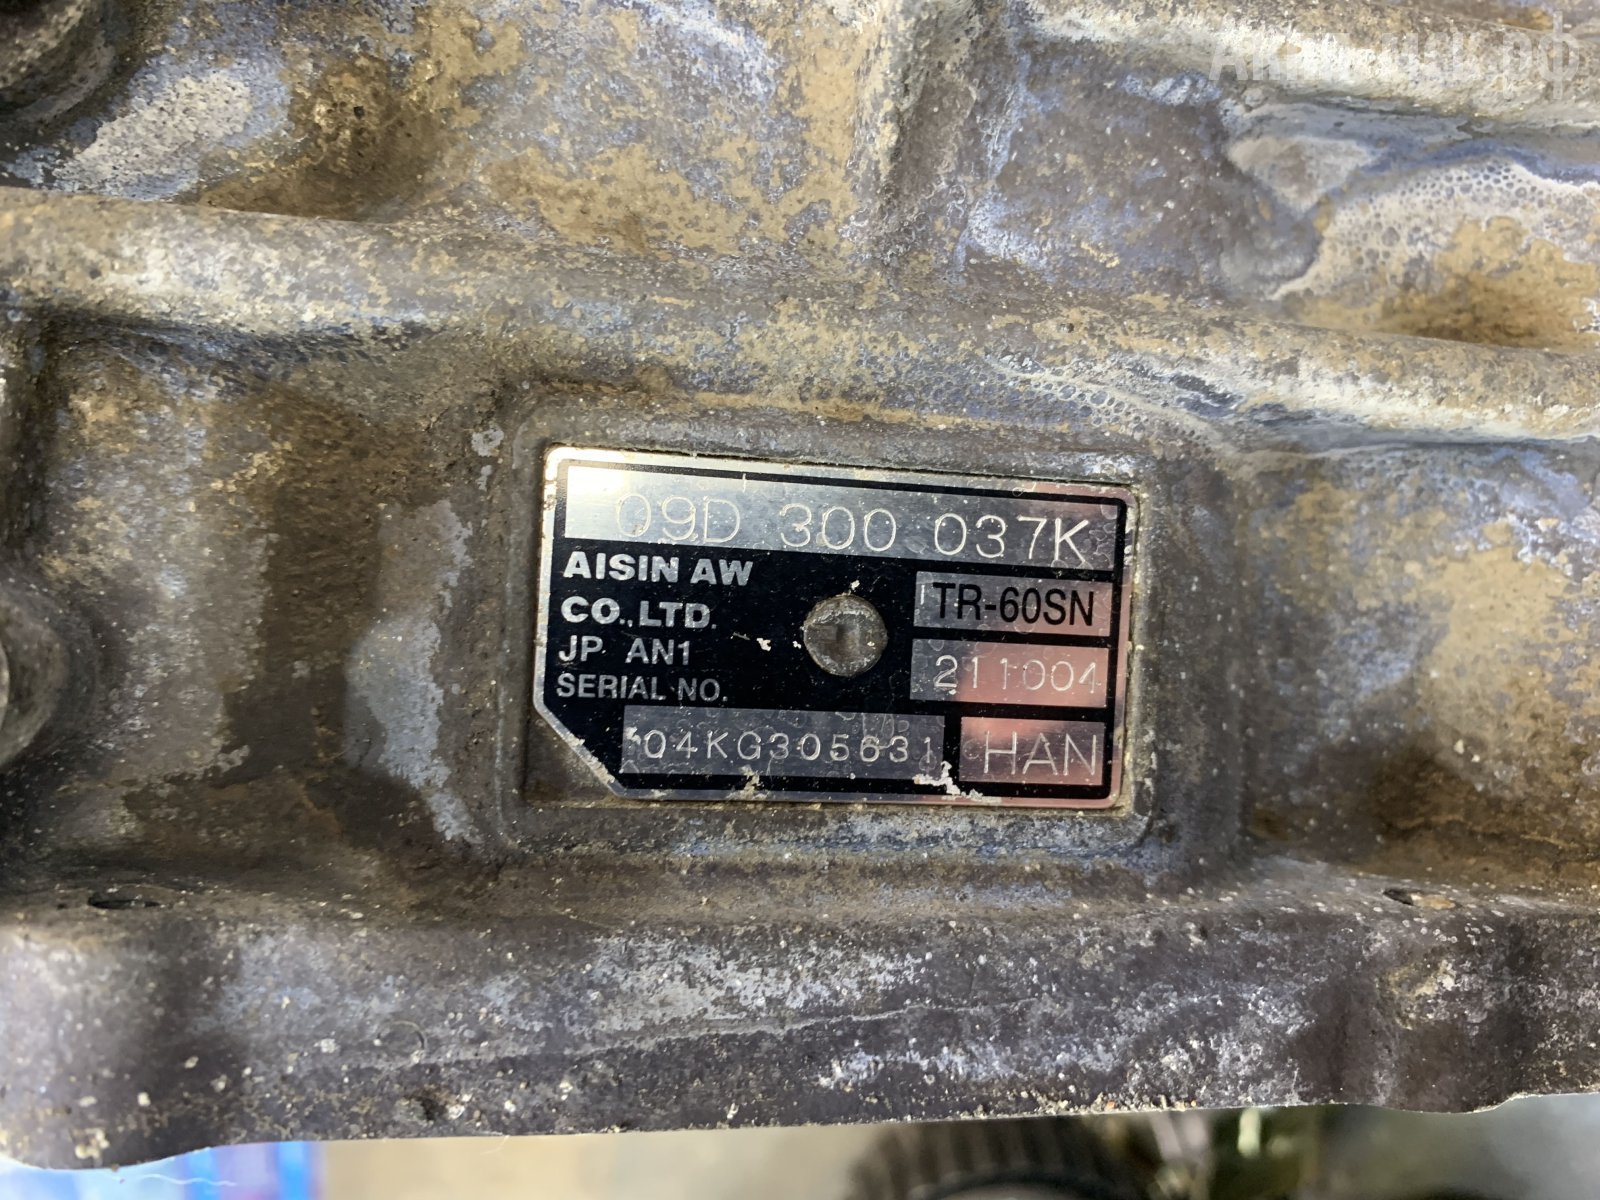 09D 300 037K
AISIN AW
CO.,LTD.
TR-60SN
JP AN1
211004
SERIAL NO.
04KG305631
HAN